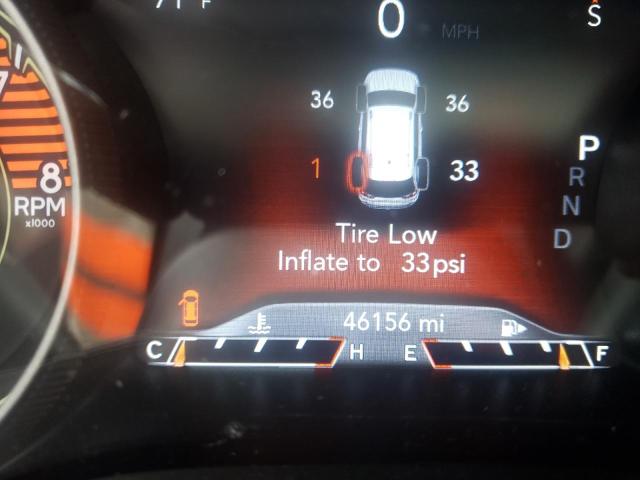 0 MPH
S
36 36
1 33
P
R
N
D
8
RPM
x1000
Tire Low
Inflate to 33psi
46156 mi
C H E F